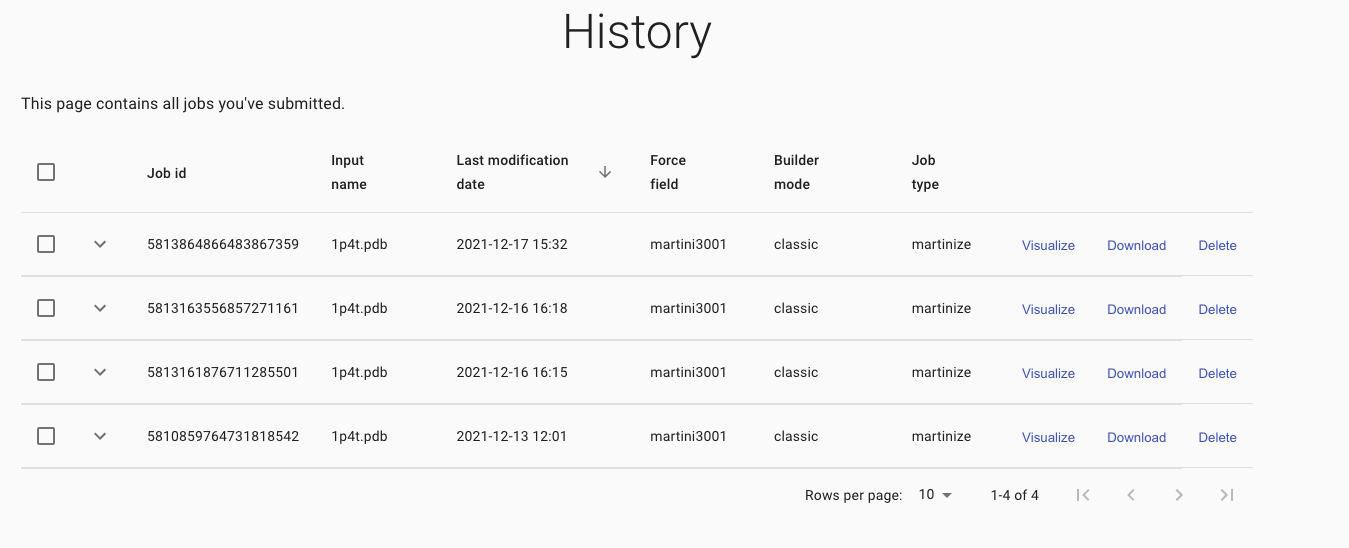 History
This page contains all jobs you've submitted.
Job id Input name Last modification date Force field Builder mode Job type
5813864866483867359 1p4t.pdb 2021-12-17 15:32 martini3001 classic martinize Visualize Download Delete
5813163556857271161 1p4t.pdb 2021-12-16 16:18 martini3001 classic martinize Visualize Download Delete
5813161876711285501 1p4t.pdb 2021-12-16 16:15 martini3001 classic martinize Visualize Download Delete
5810859764731818542 1p4t.pdb 2021-12-13 12:01 martini3001 classic martinize Visualize Download Delete
Rows per page: 10 1-4 of 4